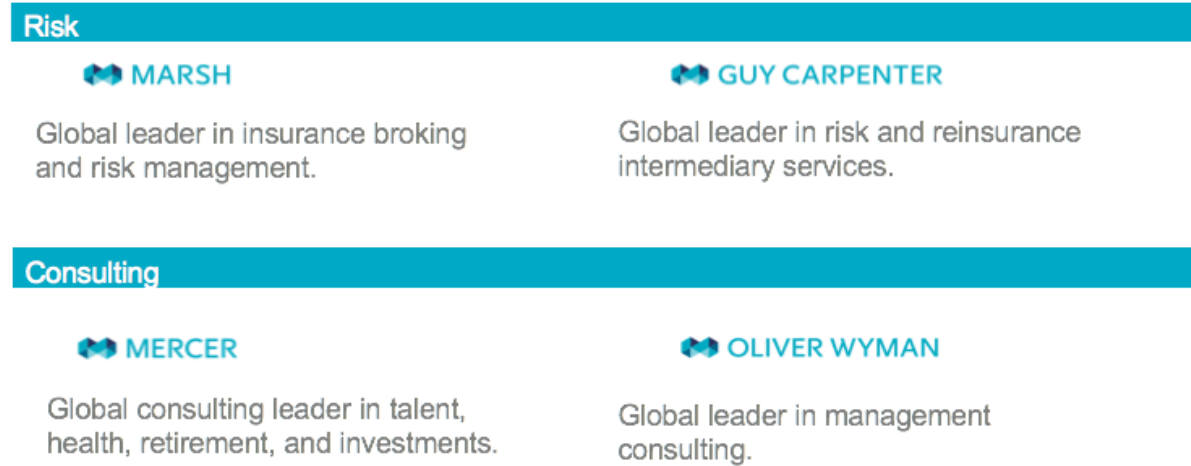 Risk
MARSH
Global leader in insurance broking
and risk management.
GUY CARPENTER
Global leader in risk and reinsurance
intermediary services.
Consulting
MERCER
Global consulting leader in talent,
health, retirement, and investments.
OLIVER WYMAN
Global leader in management
consulting.